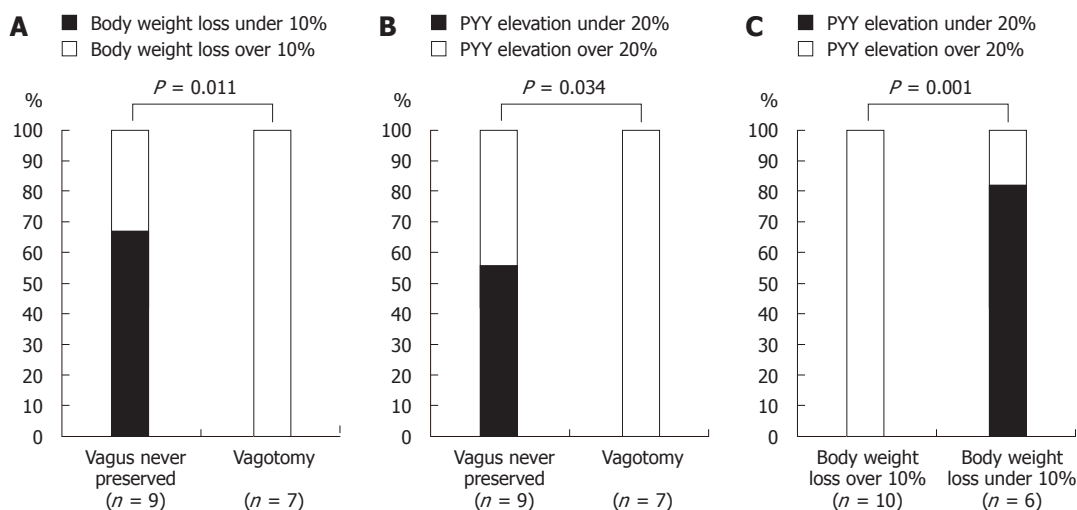 A
Body weight loss under 10%
Body weight loss over 10%
P = 0.011
%
100
90
80
70
60
50
40
30
20
10
0
Vagus never
preserved
(n = 9)
Vagotomy
(n = 7)
B
PYY elevation under 20%
PYY elevation over 20%
P = 0.034
%
100
90
80
70
60
50
40
30
20
10
0
Vagus never
preserved
(n = 9)
Vagotomy
(n = 7)
C
PYY elevation under 20%
PYY elevation over 20%
P = 0.001
%
100
90
80
70
60
50
40
30
20
10
0
Body weight
loss over 10%
(n = 10)
Body weight
loss under 10%
(n = 6)